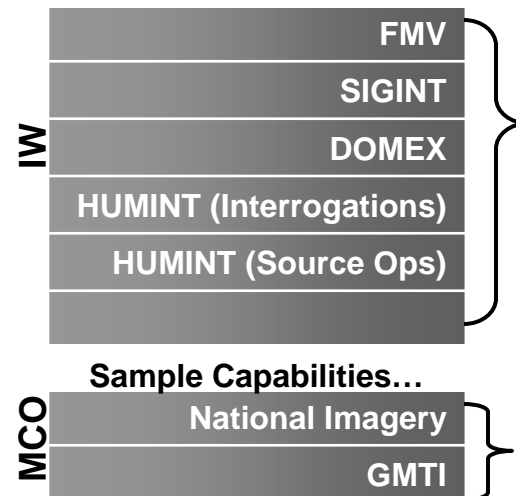 IW
FMV
SIGINT
DOMEX
HUMINT (Interrogations)
HUMINT (Source Ops)
Sample Capabilities…
MCO
National Imagery
GMTI